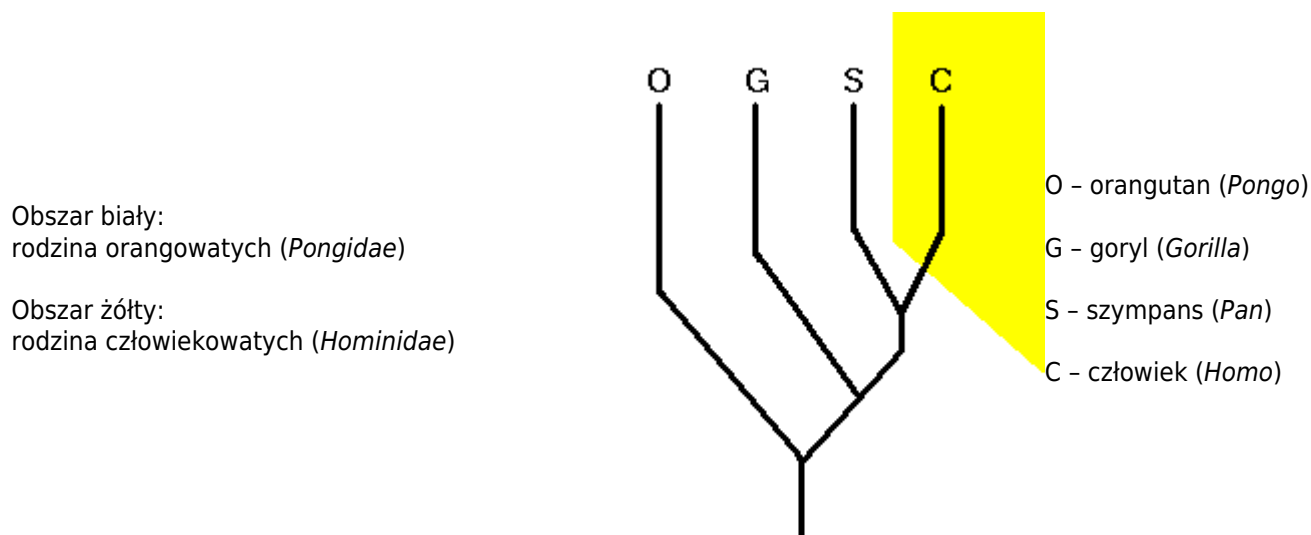 Obszar biały:
rodzina orangowatych (Pongidae)
Obszar żółty:
rodzina człowiekowatych (Hominidae)
O G S C
O – orangutan (Pongo)
G – goryl (Gorilla)
S – szympans (Pan)
C – człowiek (Homo)